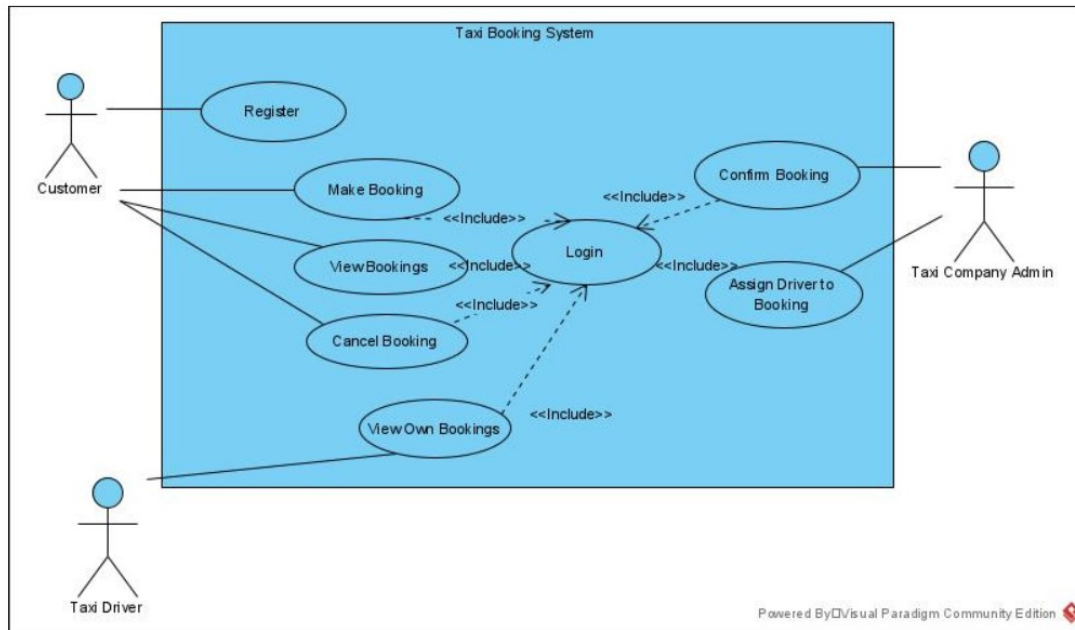 Taxi Booking System
Register
Customer
Make Booking
Confirm Booking
<<Include>>
<<Include>>
Login
View Bookings
<<Include>>
<<Include>>
Taxi Company Admin
Assign Driver to
Booking
<<Include>>
Cancel Booking
View Own Bookings
<<Include>>
Taxi Driver
Powered By□Visual Paradigm Community Edition